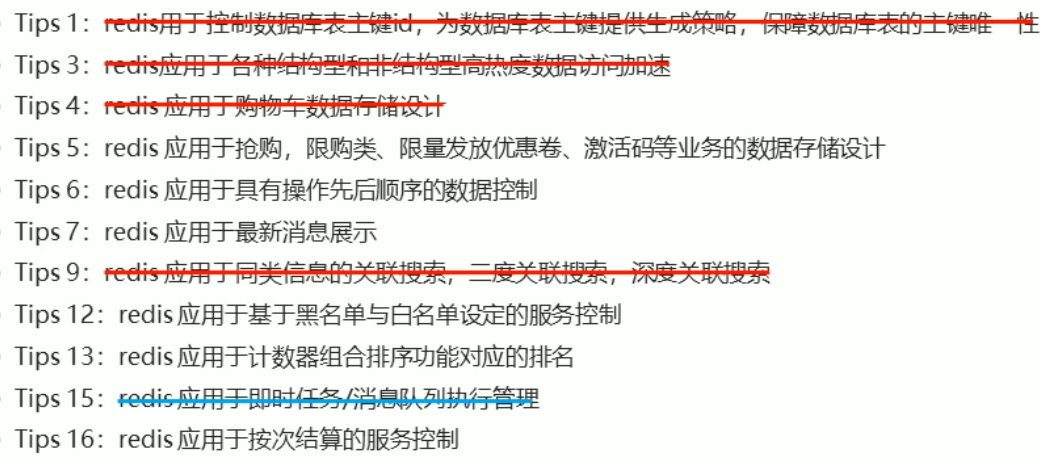 Tips 1：redis用于控制数据库表主键id，为数据库表主键提供生成策略，保障数据库表的主键唯一性
Tips 3：redis应用于各种结构型和非结构型高热度数据访问加速
Tips 4：redis 应用于购物车数据存储设计
Tips 5：redis 应用于抢购，限购类、限量发放优惠卷、激活码等业务的数据存储设计
Tips 6：redis 应用于具有操作先后顺序的数据控制
Tips 7：redis 应用于最新消息展示
Tips 9：redis 应用于同类信息的关联搜索，二度关联搜索，深度关联搜索
Tips 12：redis 应用于基于黑名单与白名单设定的服务控制
Tips 13：redis 应用于计数器组合排序功能对应的排名
Tips 15：redis 应用于即时任务/消息队列执行管理
Tips 16：redis 应用于按次结算的服务控制